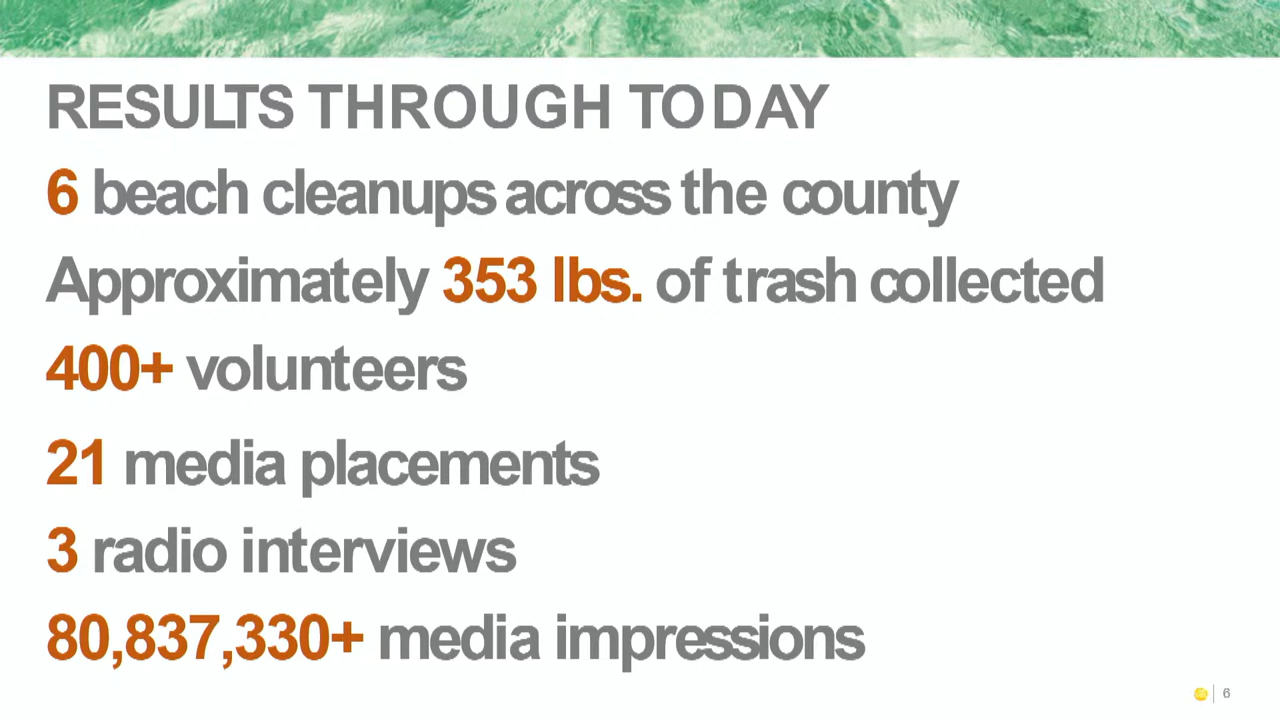 RESULTS THROUGH TODAY
6 beach cleanups across the county
Approximately 353 lbs. of trash collected
400+ volunteers
21 media placements
3 radio interviews
80,837,330+ media impressions
6